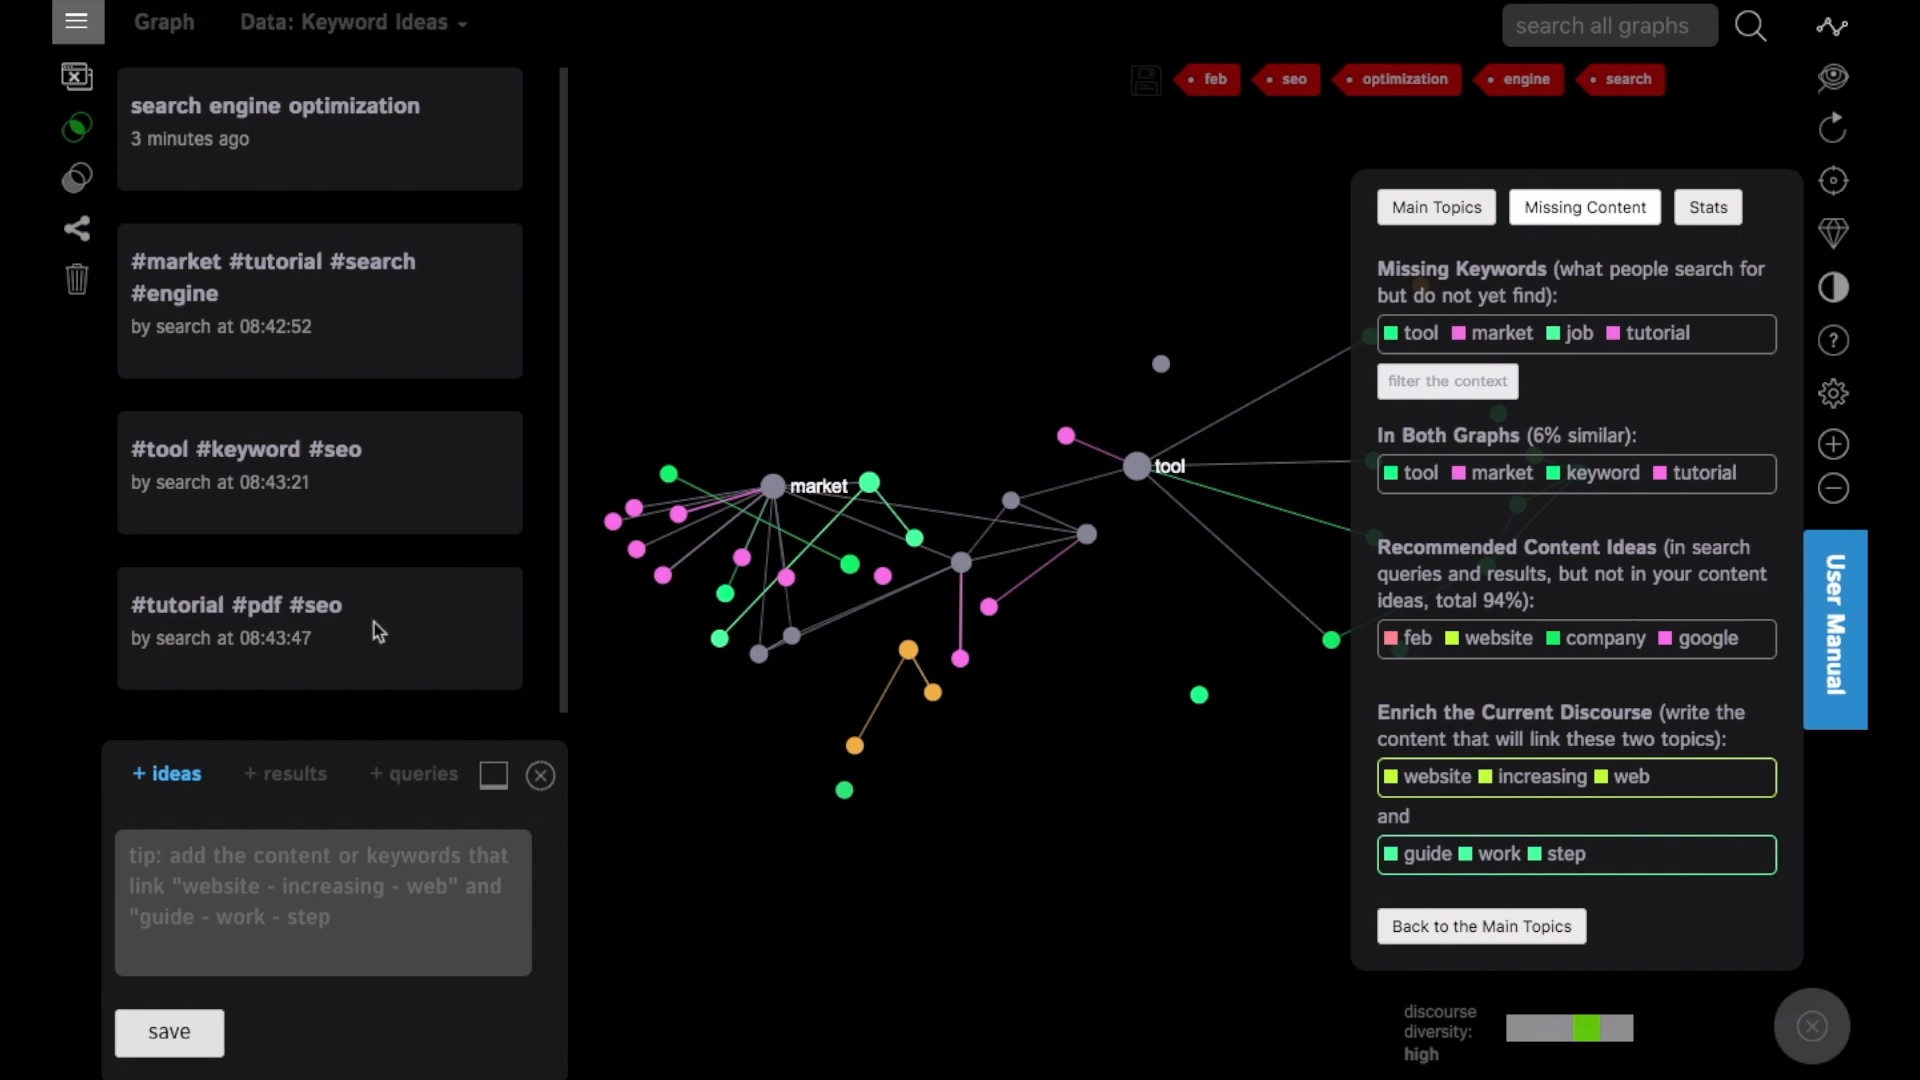 Graph Data: Keyword Ideas
search all graphs
feb seo optimization engine search
search engine optimization
3 minutes ago
#market #tutorial #search
#engine
by search at 08:42:52
#tool #keyword #seo
by search at 08:43:21
#tutorial #pdf #seo
by search at 08:43:47
+ ideas + results + queries
tip: add the content or keywords that
link "website - increasing - web" and
"guide - work - step
save
market
tool
Main Topics Missing Content Stats
Missing Keywords (what people search for
but do not yet find):
tool market job tutorial
filter the context
In Both Graphs (6% similar):
tool market keyword tutorial
Recommended Content Ideas (in search
queries and results, but not in your content
ideas, total 94%):
feb website company google
Enrich the Current Discourse (write the
content that will link these two topics):
website increasing web
and
guide work step
Back to the Main Topics
User Manual
discourse
diversity:
high